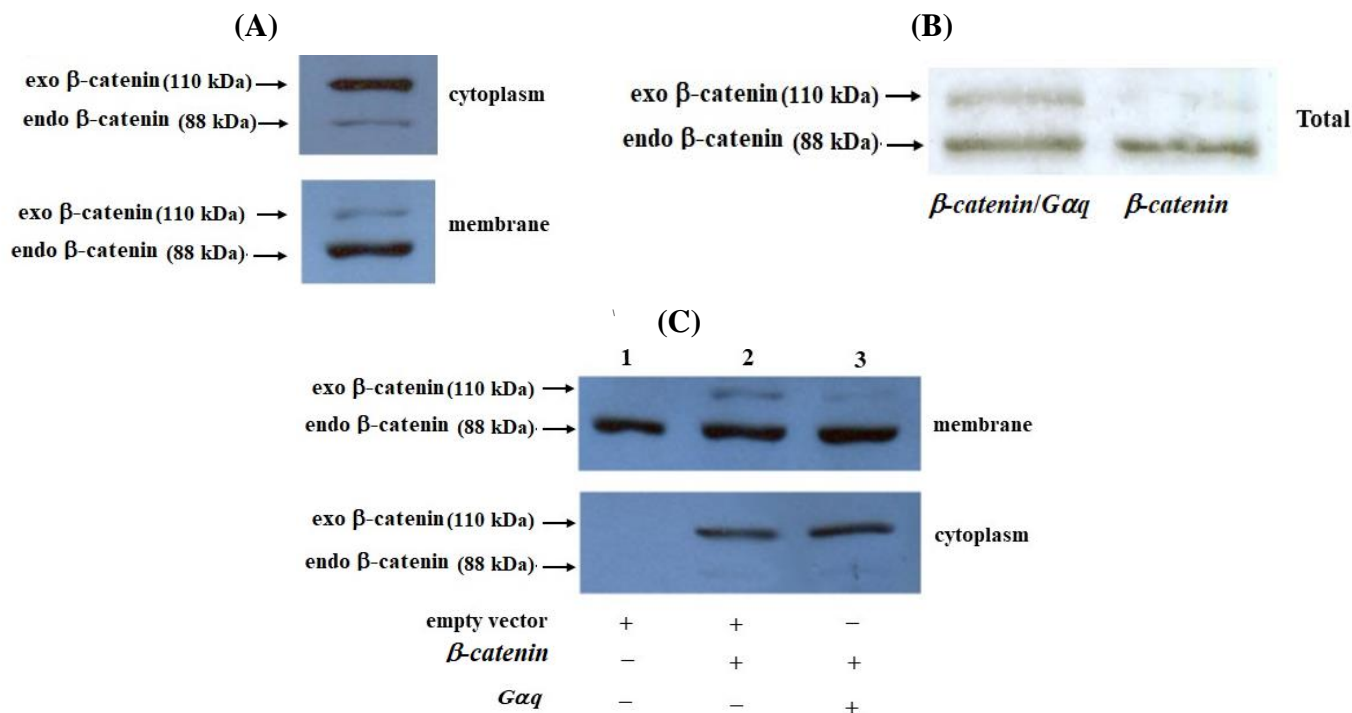 (A)
exo β-catenin (110 kDa)
cytoplasm
endo β-catenin (88 kDa)
exo β-catenin (110 kDa)
membrane
endo β-catenin (88 kDa)
(B)
exo β-catenin (110 kDa)
Total
endo β-catenin (88 kDa)
β-catenin/Gαq β-catenin
(C)
1 2 3
exo β-catenin (110 kDa)
endo β-catenin (88 kDa)
membrane
exo β-catenin (110 kDa)
cytoplasm
endo β-catenin (88 kDa)
empty vector + + −
β-catenin − + +
Gαq − − +